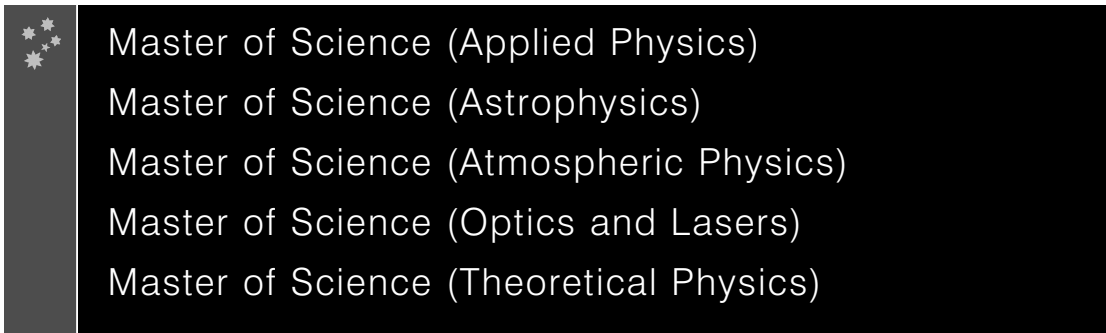 Master of Science (Applied Physics)
Master of Science (Astrophysics)
Master of Science (Atmospheric Physics)
Master of Science (Optics and Lasers)
Master of Science (Theoretical Physics)